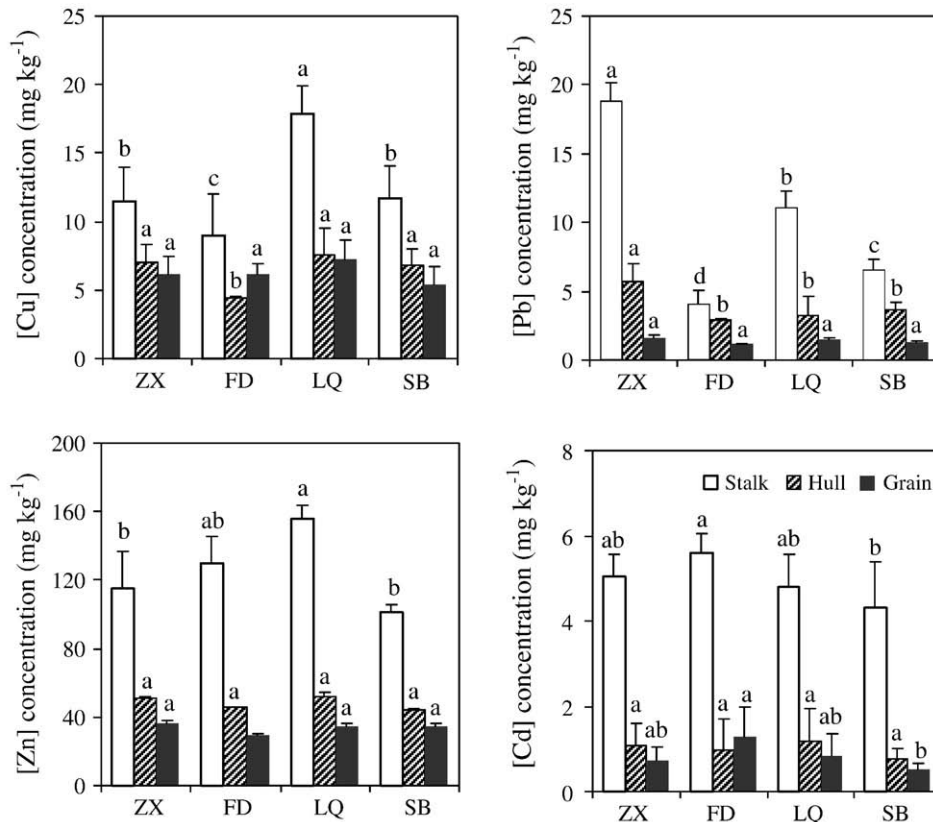 [Cu] concentration (mg kg⁻¹)
25
20
15
10
5
0
b
a
a
c
b
a
a
a
a
b
a
a
ZX FD LQ SB
[Pb] concentration (mg kg⁻¹)
25
20
15
10
5
0
a
a
a
d
b
a
b
b
a
c
b
a
ZX FD LQ SB
[Zn] concentration (mg kg⁻¹)
200
160
120
80
40
0
b
a
a
ab
a
a
a
a
b
a
a
ZX FD LQ SB
[Cd] concentration (mg kg⁻¹)
8
6
4
2
0
Stalk Hull Grain
ab
a
ab
a
a
a
ab
a
ab
b
a
b
ZX FD LQ SB